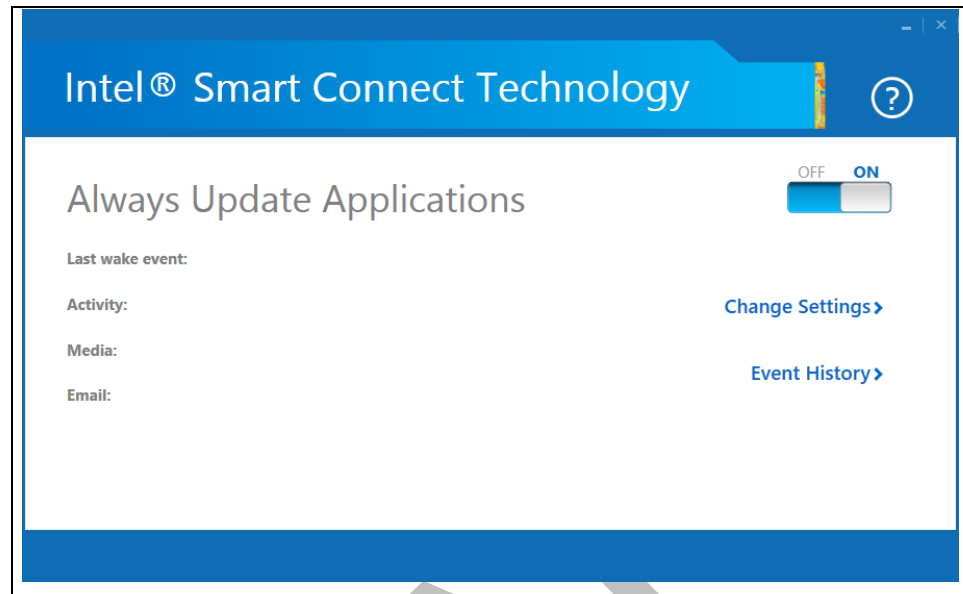 Intel® Smart Connect Technology
?
OFF ON
Always Update Applications
Last wake event:
Activity:
Change Settings
Media:
Event History
Email: